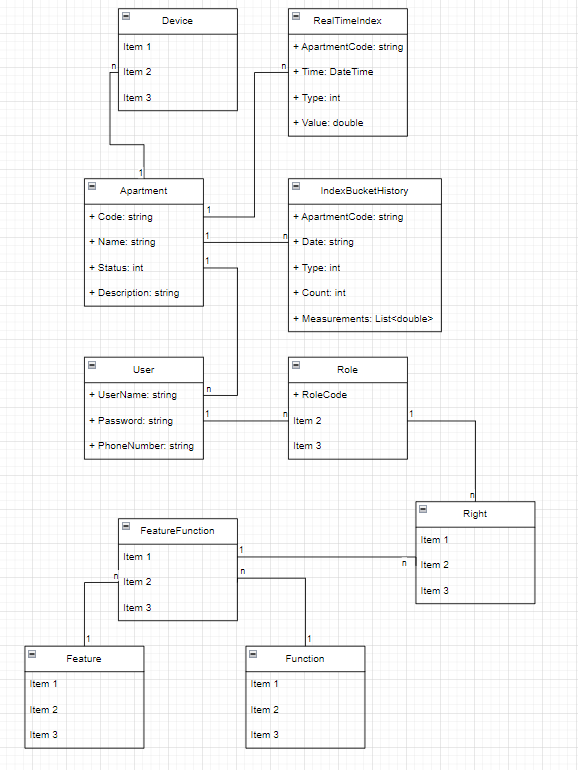 Device
Item 1
Item 2
Item 3
n
1
RealTimeIndex
+ ApartmentCode: string
+ Time: DateTime
+ Type: int
+ Value: double
n
1
Apartment
+ Code: string
+ Name: string
+ Status: int
+ Description: string
1
1
IndexBucketHistory
+ ApartmentCode: string
+ Date: string
+ Type: int
+ Count: int
+ Measurements: List<double>
n
User
+ UserName: string
+ Password: string
+ PhoneNumber: string
n
1
Role
+ RoleCode
Item 2
Item 3
n
1
n
Right
Item 1
Item 2
Item 3
n
FeatureFunction
Item 1
Item 2
Item 3
1
n
n
1
1
Feature
Item 1
Item 2
Item 3
Function
Item 1
Item 2
Item 3